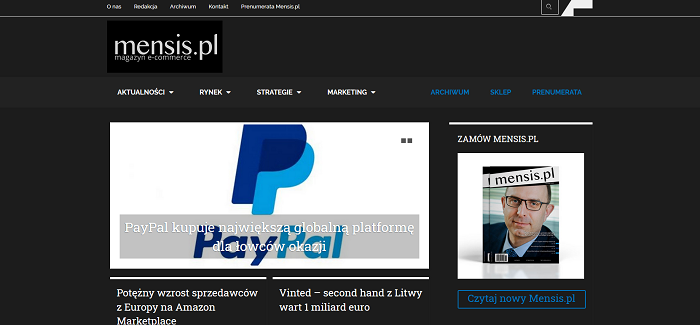 O nas Redakcja Archiwum Kontakt Prenumerata Mensis.pl
mensis.pl
magazyn e-commerce
AKTUALNOŚCI RYNEK STRATEGIE MARKETING ARCHIWUM SKLEP PRENUMERATA
PayPal kupuje największą globalną platformę
dla łowców okazji
PayPal
Potężny wzrost sprzedawców
z Europy na Amazon
Marketplace
Vinted – second hand z Litwy
wart 1 miliard euro
ZAMÓW MENSIS.PL
mensis.pl
Czytaj nowy Mensis.pl